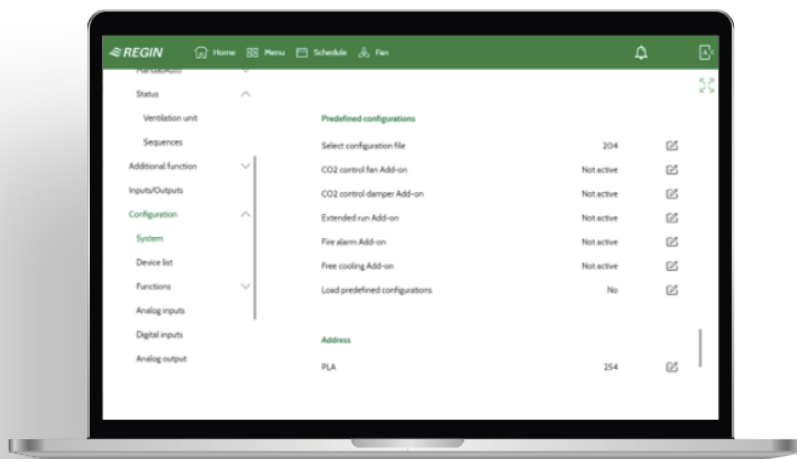 REGIN Home Menu Schedule Fan
Manual/Auto
Status
Ventilation unit
Sequences
Additional function
Inputs/Outputs
Configuration
System
Device list
Functions
Analog inputs
Digital inputs
Analog output
Predefined configurations
Select configuration file 204
CO2 control fan Add-on Not active
CO2 control damper Add-on Not active
Extended run Add-on Not active
Fire alarm Add-on Not active
Free cooling Add-on Not active
Load predefined configurations No
Address
PLA 254